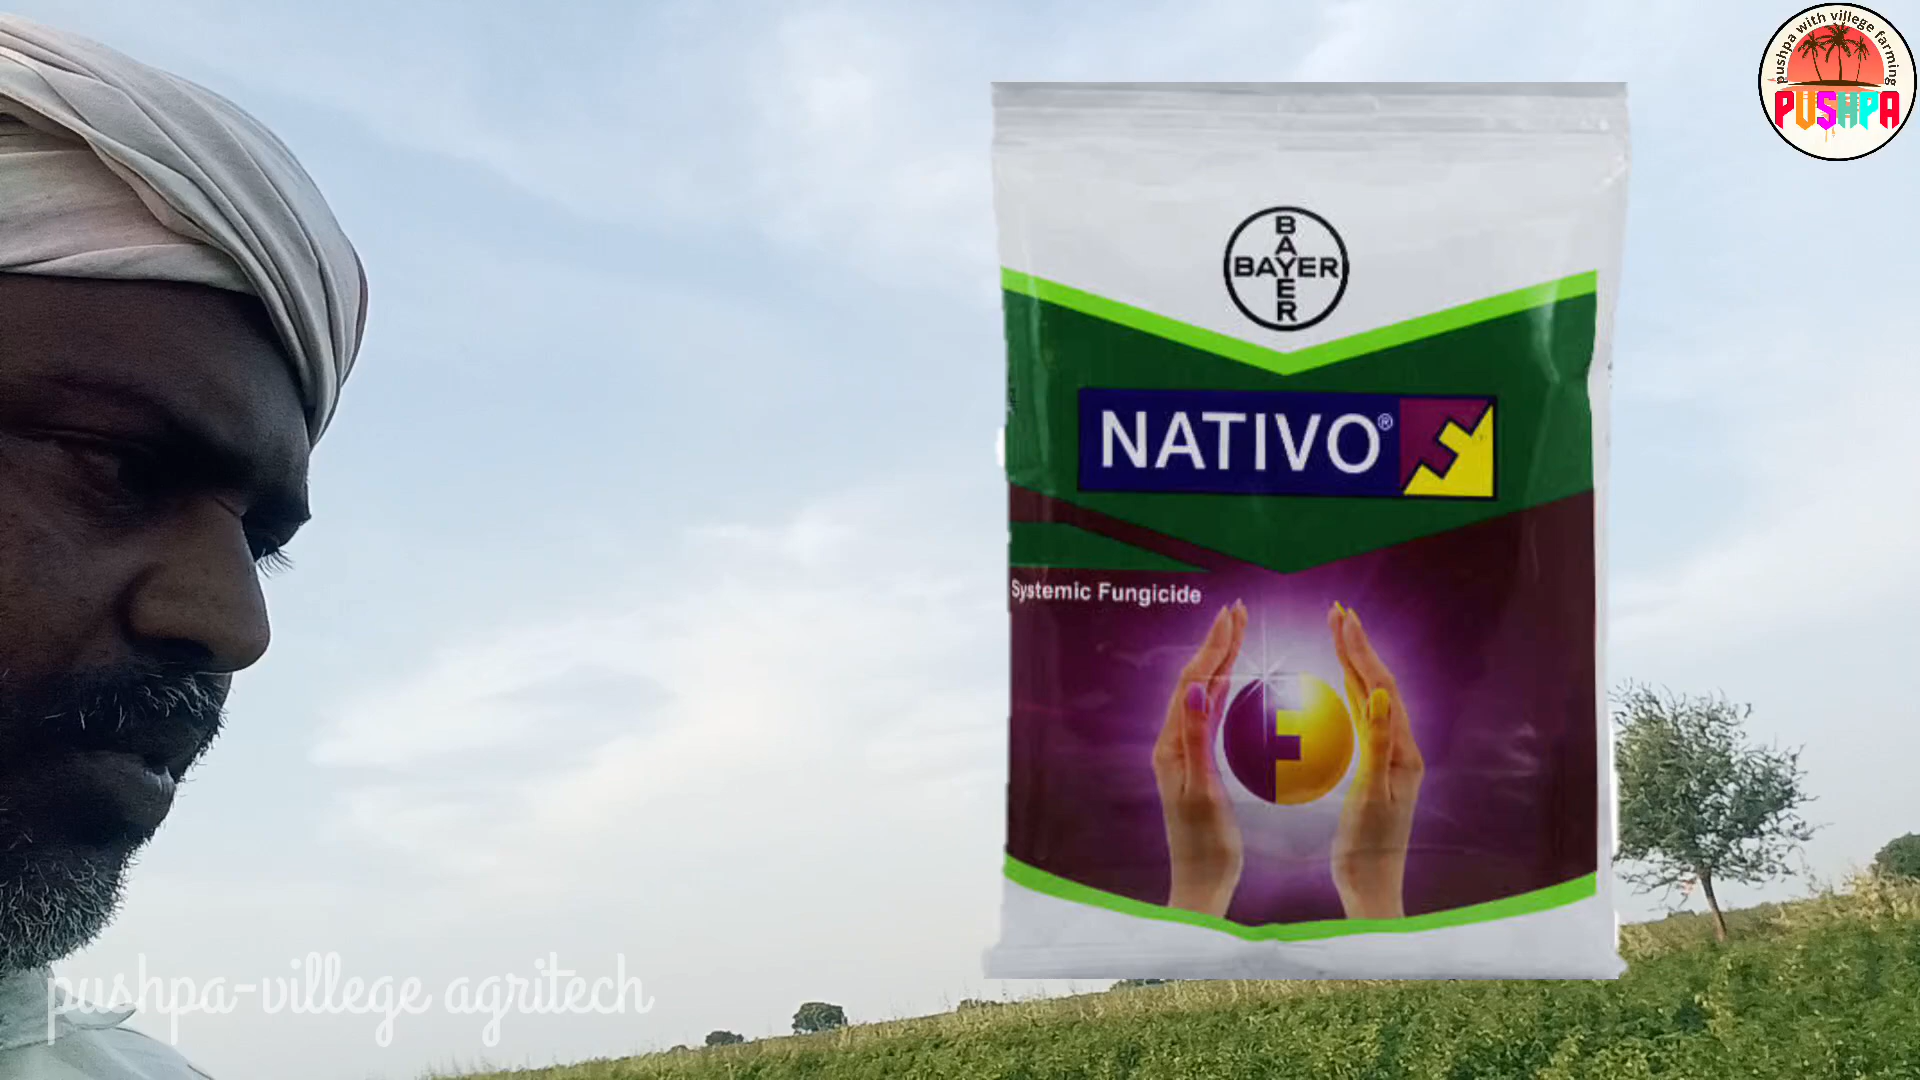 pushpa with villege farming
PUSHPA
BAYER
BAYER
NATIVO®
Systemic Fungicide
pushpa-villege agritech